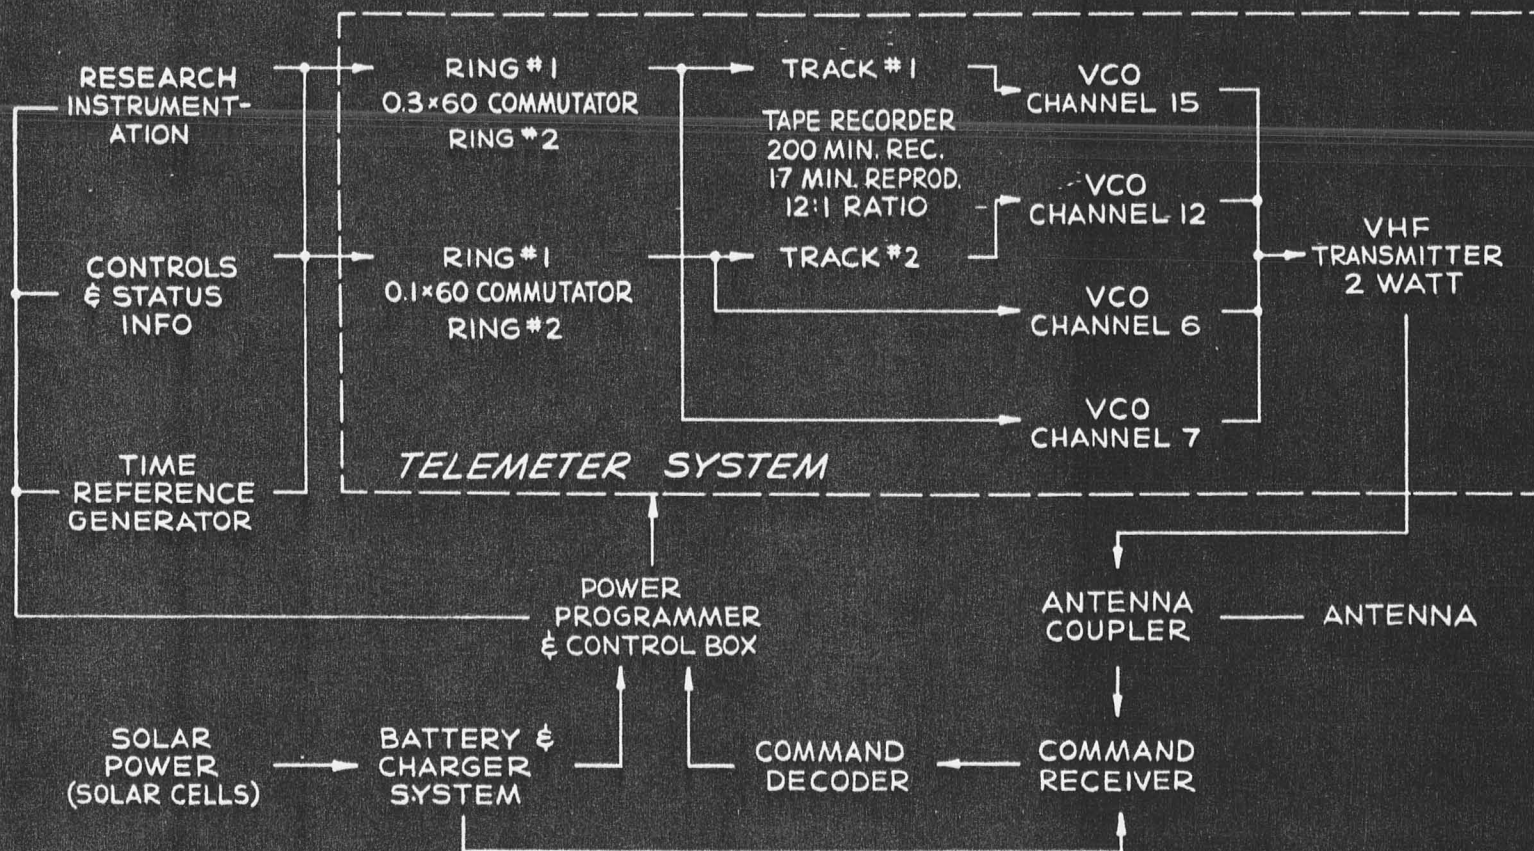 RESEARCH
INSTRUMENT-
ATION
RING #1
0.3×60 COMMUTATOR
RING #2
TRACK #1
TAPE RECORDER
200 MIN. REC.
17 MIN. REPROD.
12:1 RATIO
TRACK #2
VCO
CHANNEL 15
VCO
CHANNEL 12
CONTROLS
& STATUS
INFO
RING #1
0.1×60 COMMUTATOR
RING #2
VCO
CHANNEL 6
VHF
TRANSMITTER
2 WATT
VCO
CHANNEL 7
TELEMETER SYSTEM
TIME
REFERENCE
GENERATOR
POWER
PROGRAMMER
& CONTROL BOX
ANTENNA
COUPLER
ANTENNA
SOLAR
POWER
(SOLAR CELLS)
BATTERY &
CHARGER
SYSTEM
COMMAND
DECODER
COMMAND
RECEIVER